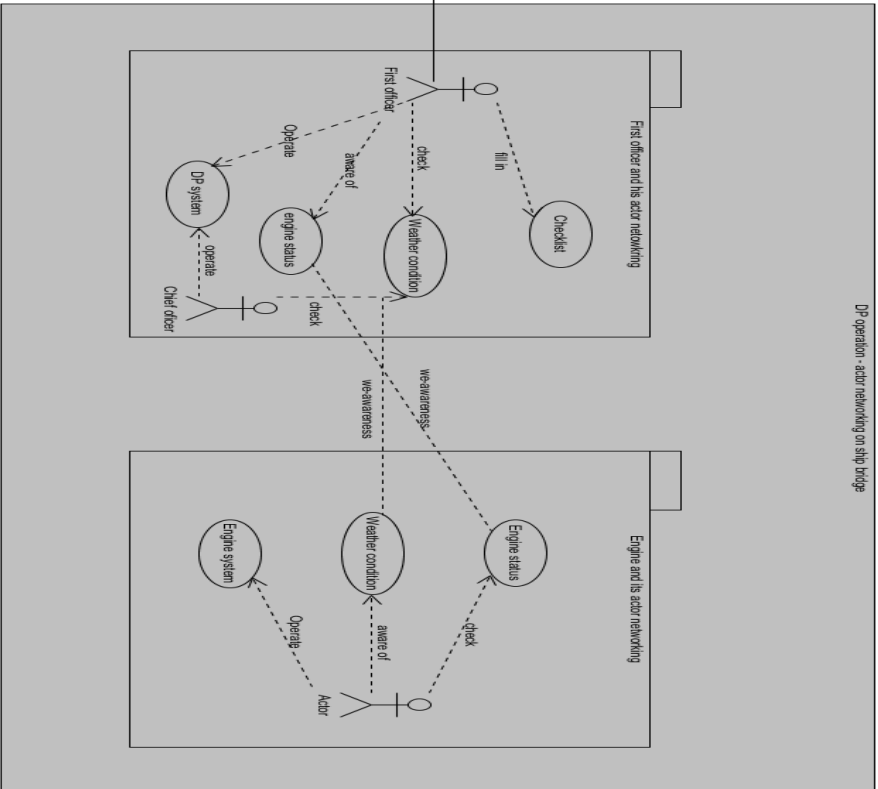 DP operation - actor networking on ship bridge
First officer and his actor netowkring
Checklist
fill in
check
Weather condition
First officer
aware of
engine status
Operate
DP system
operate
Chief oficer
check
we-awareness
we-awareness
Engine and its actor networking
Engine status
check
Weather condition
aware of
Engine system
Operate
Actor